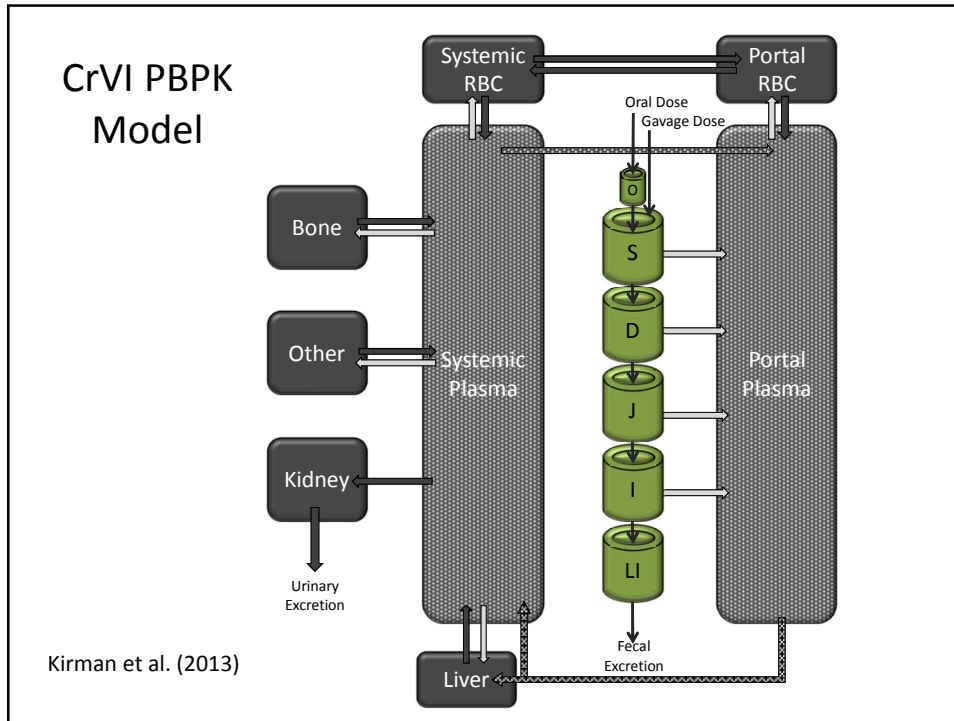 CrVI PBPK
Model
Systemic
RBC
Portal
RBC
Oral Dose
Gavage Dose
O
Bone
S
D
Other
Systemic
Plasma
Portal
Plasma
J
Kidney
I
LI
Urinary
Excretion
Fecal
Excretion
Kirman et al. (2013)
Liver